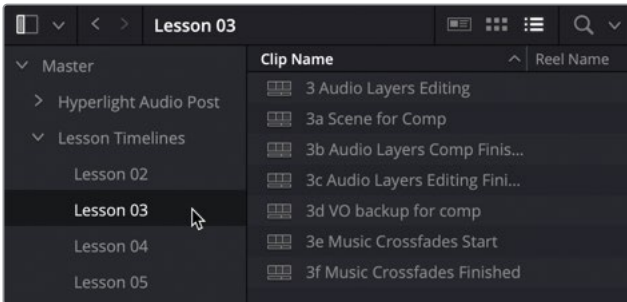 Lesson 03
Master
Hyperlight Audio Post
Lesson Timelines
Lesson 02
Lesson 03
Lesson 04
Lesson 05
Clip Name
Reel Name
3 Audio Layers Editing
3a Scene for Comp
3b Audio Layers Comp Finis...
3c Audio Layers Editing Fini...
3d VO backup for comp
3e Music Crossfades Start
3f Music Crossfades Finished